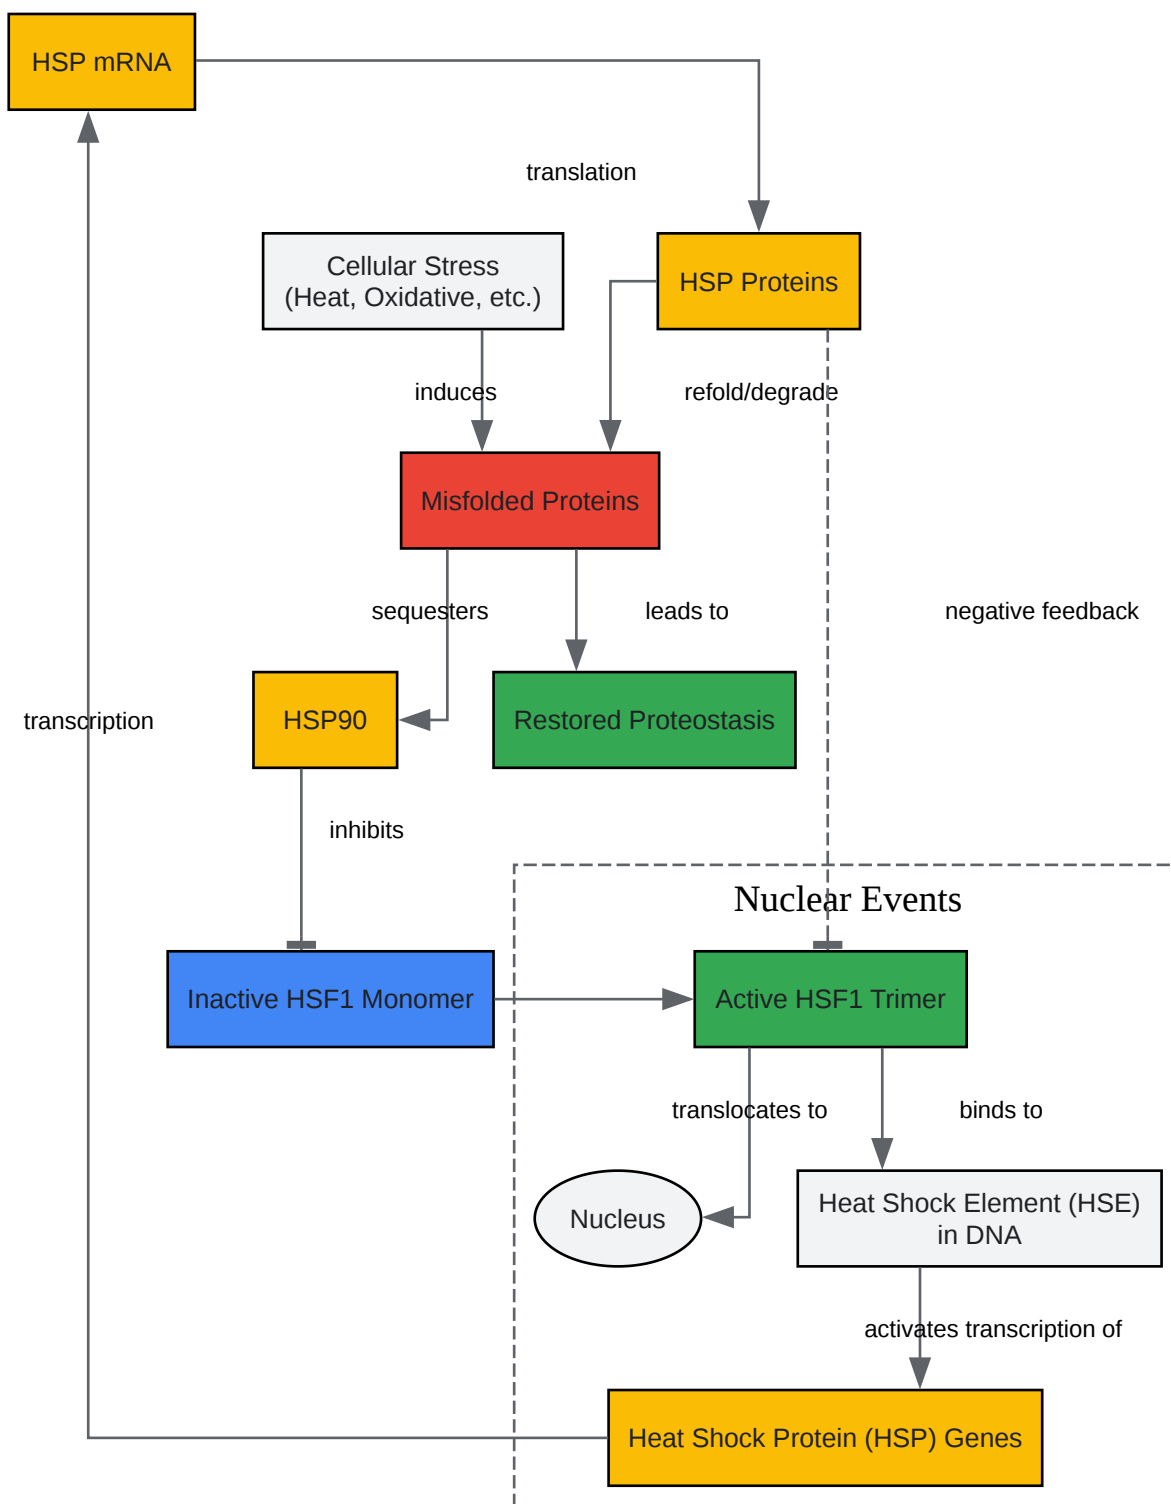 HSP mRNA
translation
Cellular Stress
(Heat, Oxidative, etc.)
HSP Proteins
induces
refold/degrade
Misfolded Proteins
sequesters
leads to
negative feedback
HSP90
Restored Proteostasis
transcription
inhibits
Nuclear Events
Inactive HSF1 Monomer
Active HSF1 Trimer
translocates to
binds to
Nucleus
Heat Shock Element (HSE)
in DNA
activates transcription of
Heat Shock Protein (HSP) Genes